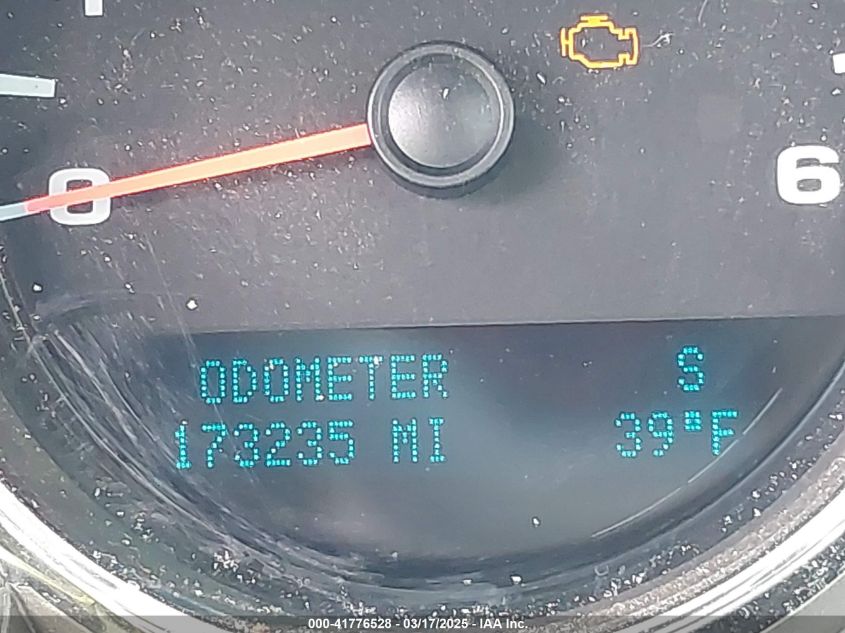 0
6
ODOMETER S
173235 MI 39°F
000-41776528 - 03/17/2025 - IAA Inc.